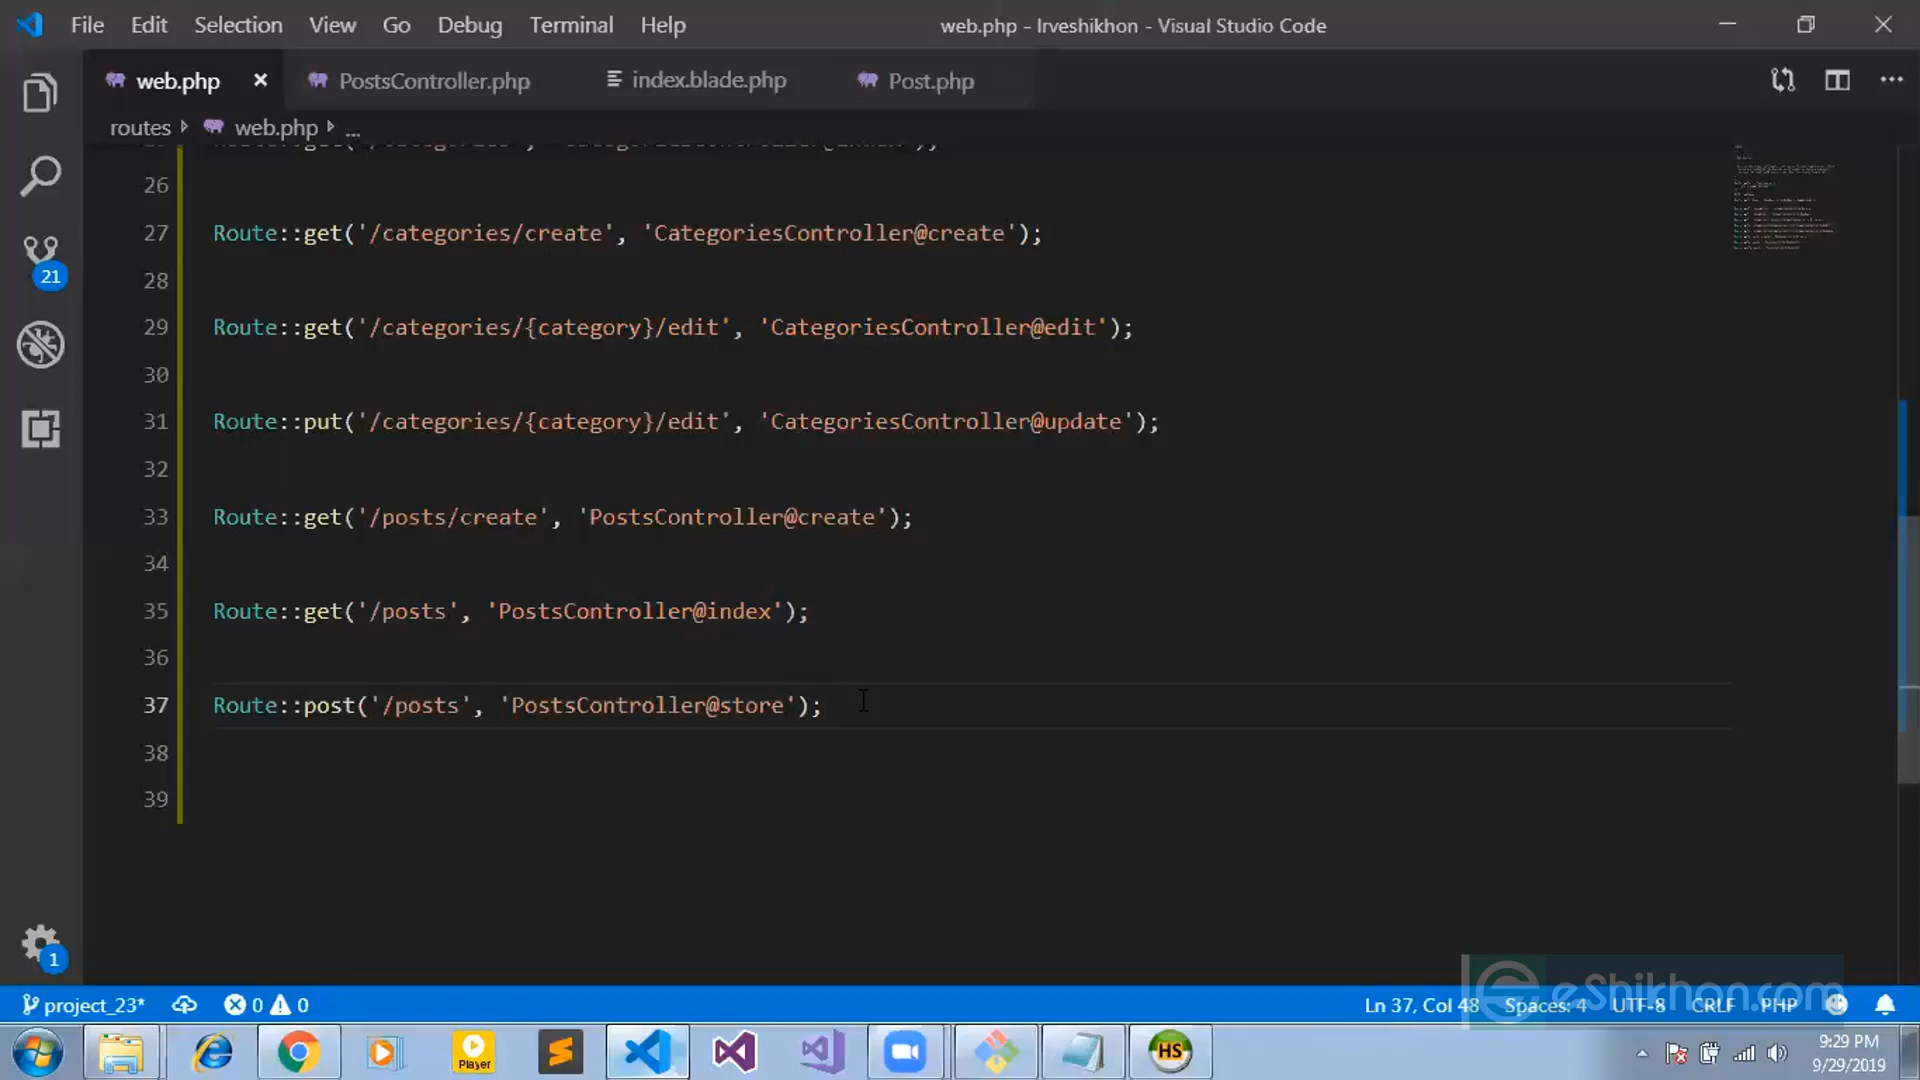 File Edit Selection View Go Debug Terminal Help
web.php - lrveshikhon - Visual Studio Code
web.php PostsController.php index.blade.php Post.php
routes web.php ...
26
27 Route::get('/categories/create', 'CategoriesController@create');
28
29 Route::get('/categories/{category}/edit', 'CategoriesController@edit');
30
31 Route::put('/categories/{category}/edit', 'CategoriesController@update');
32
33 Route::get('/posts/create', 'PostsController@create');
34
35 Route::get('/posts', 'PostsController@index');
36
37 Route::post('/posts', 'PostsController@store');
38
39
21
1
eShikhon.com
project_23* 0 0 Ln 37, Col 48 Spaces: 4 UTF-8 CRLF PHP
Player
HS
9:29 PM
9/29/2019